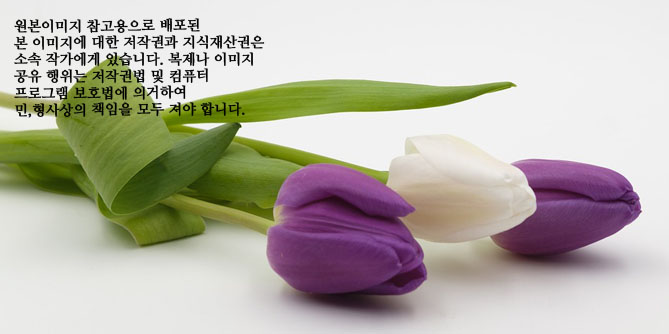 원본이미지 참고용으로 배포된
본 이미지에 대한 저작권과 지식재산권은
소속 작가에게 있습니다. 복제나 이미지
공유 행위는 저작권법 및 컴퓨터
프로그램 보호법에 의거하여
민,형사상의 책임을 모두 져야 합니다.